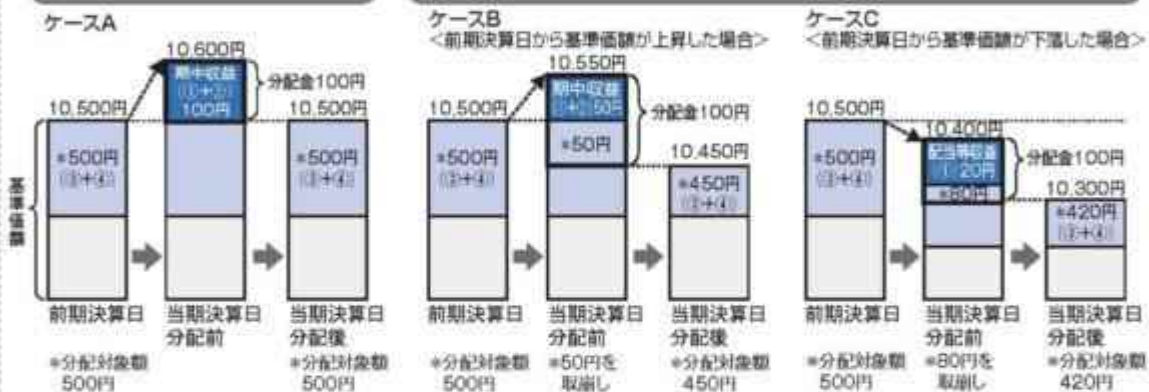 ケースA
10,600円
期中収益
(①+②)
100円
分配金100円
10,500円
10,500円
*500円
(③+④)
*500円
(③+④)
基準価額
前期決算日
当期決算日
分配前
当期決算日
分配後
*分配対象額
500円
*分配対象額
500円
ケースB
<前期決算日から基準価額が上昇した場合>
10,550円
期中収益
(①+②)50円
分配金100円
10,500円
*500円
(③+④)
*50円
10,450円
*450円
(③+④)
前期決算日
当期決算日
分配前
当期決算日
分配後
*分配対象額
500円
*50円を
取崩し
*分配対象額
450円
ケースC
<前期決算日から基準価額が下落した場合>
10,500円
*500円
(③+④)
10,400円
配当等収益
20円
*80円
分配金100円
10,300円
*420円
(③+④)
前期決算日
当期決算日
分配前
当期決算日
分配後
*分配対象額
500円
*80円を
取崩し
*分配対象額
420円